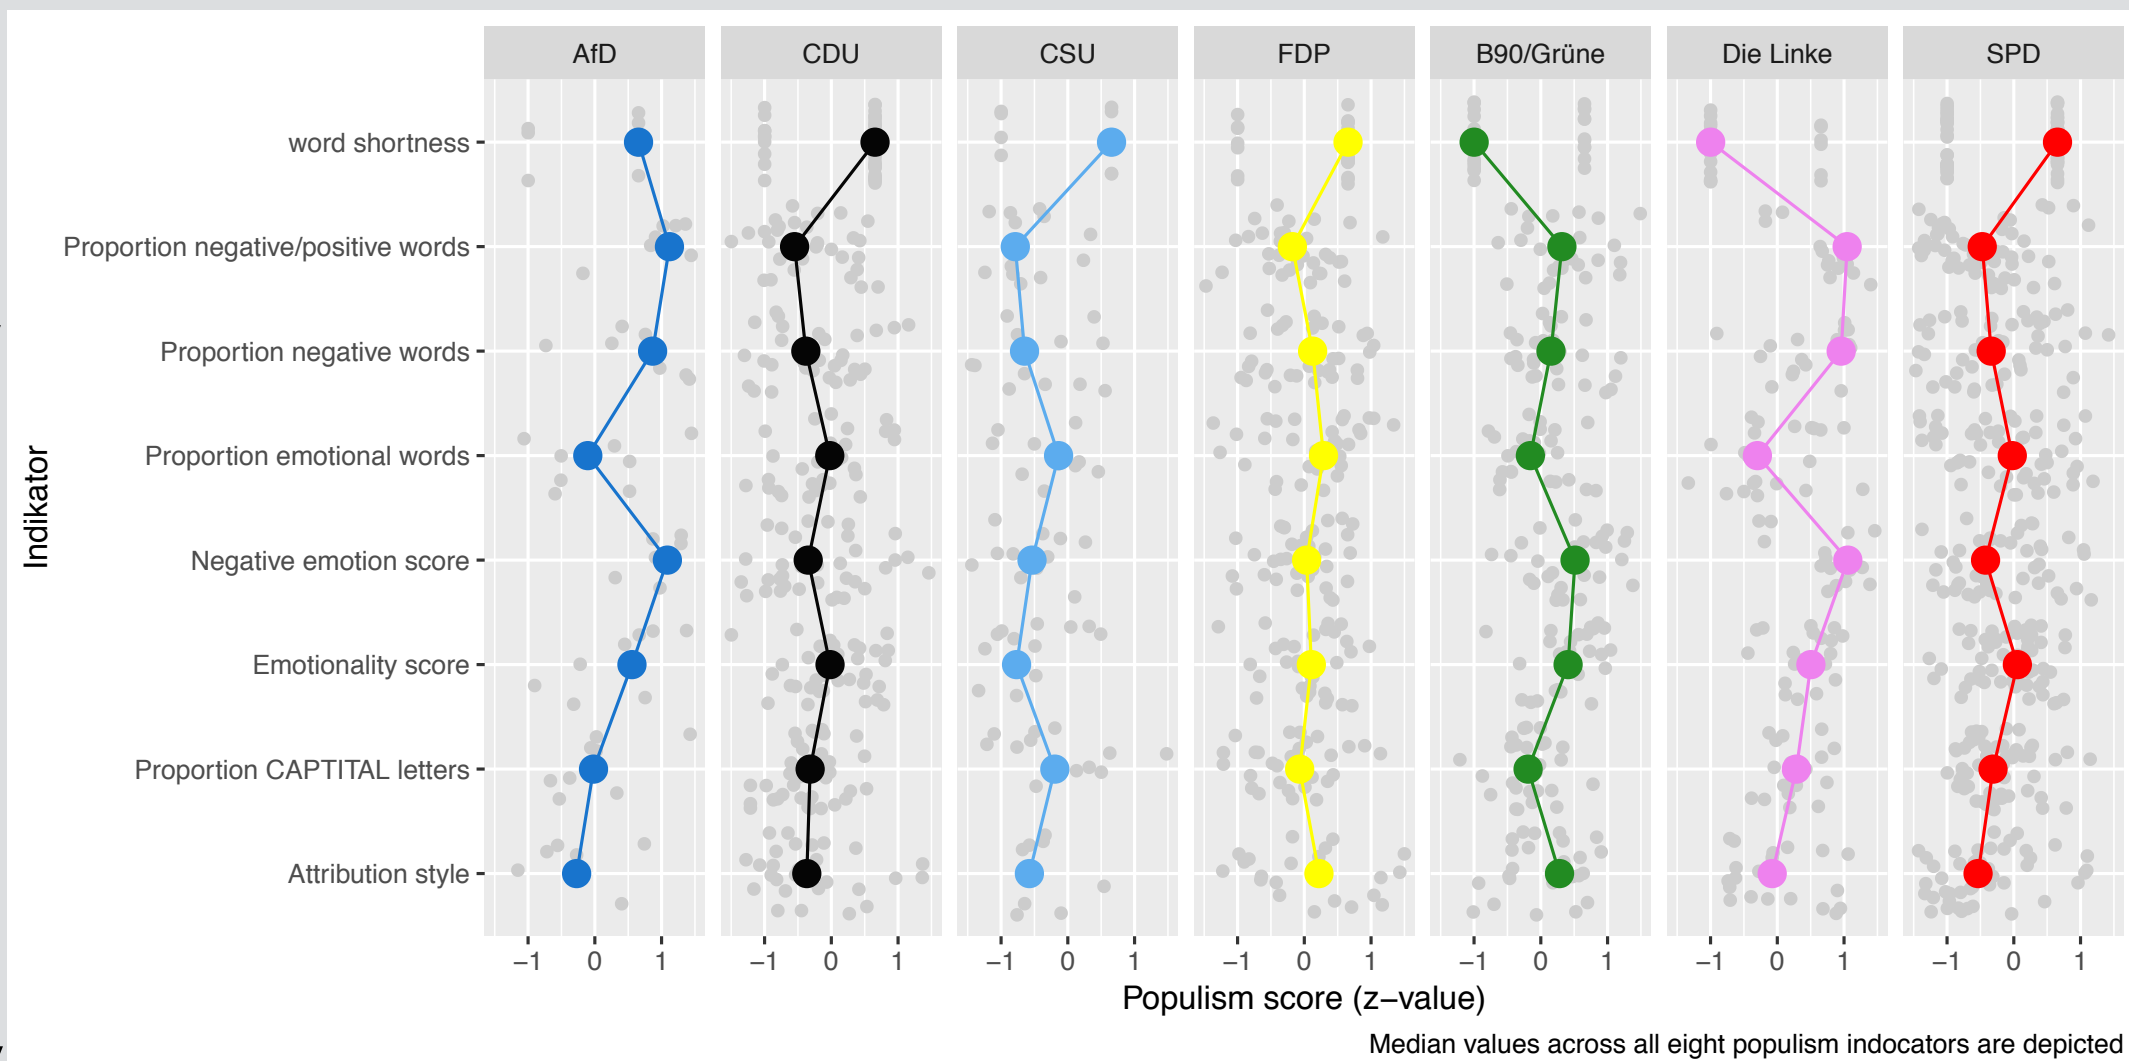 AfD CDU CSU FDP B90/Grüne Die Linke SPD
word shortness
Proportion negative/positive words
Proportion negative words
Proportion emotional words
Negative emotion score
Emotionality score
Proportion CAPTITAL letters
Attribution style
Indikator
−1 0 1 −1 0 1 −1 0 1 −1 0 1 −1 0 1 −1 0 1 −1 0 1
Populism score (z−value)
Median values across all eight populism indocators are depicted